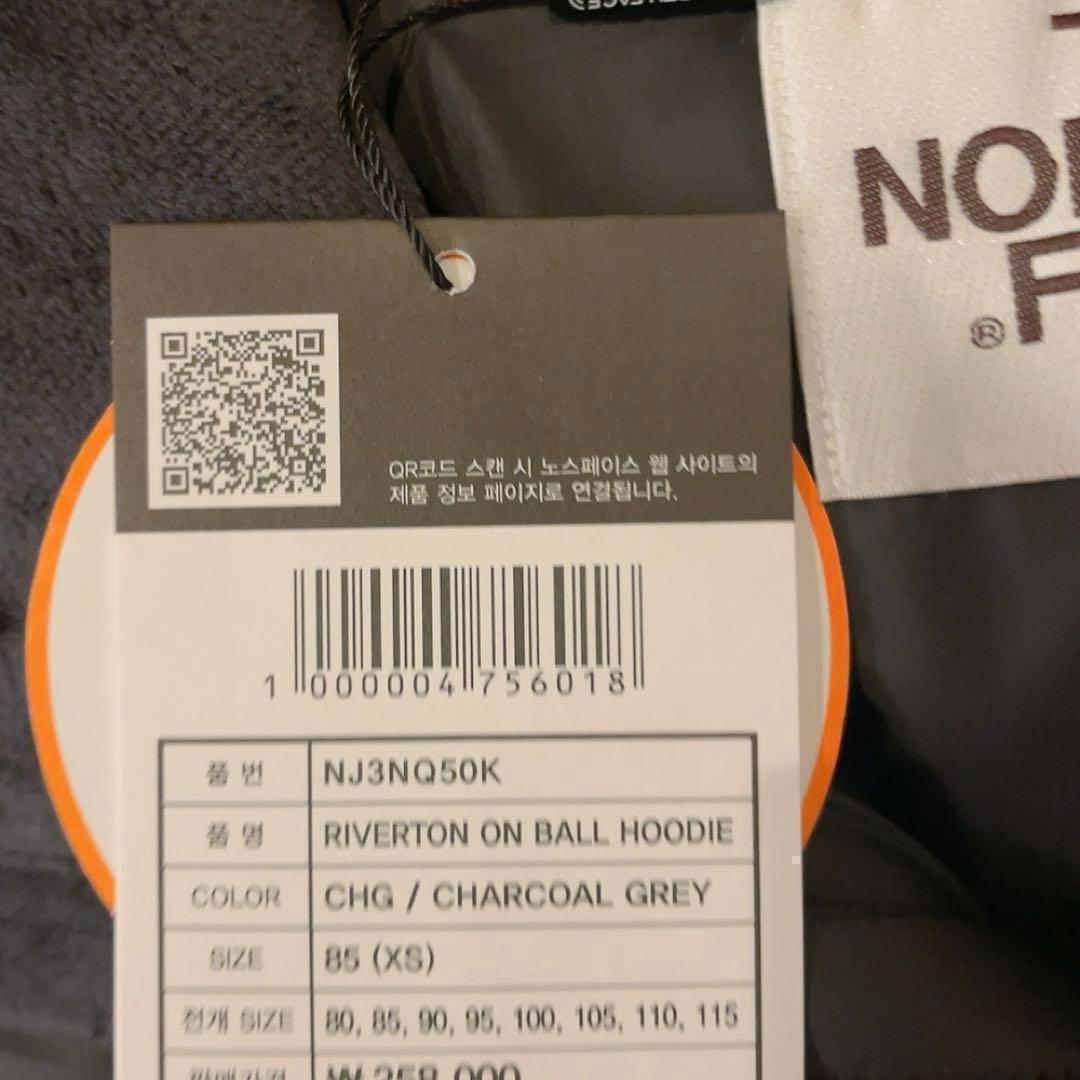 NO
F
®
QR코드 스캔 시 노스페이스 웹 사이트의
제품 정보 페이지로 연결됩니다.
1 000004 756018
품 번 NJ3NQ50K
품 명 RIVERTON ON BALL HOODIE
COLOR CHG / CHARCOAL GREY
SIZE 85 (XS)
전개 SIZE 80, 85, 90, 95, 100, 105, 110, 115